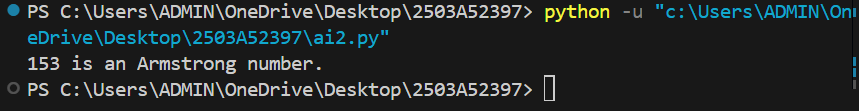 PS C:\Users\ADMIN\OneDrive\Desktop\2503A52397> python -u "c:\Users\ADMIN\On
eDrive\Desktop\2503A52397\ai2.py"
153 is an Armstrong number.
PS C:\Users\ADMIN\OneDrive\Desktop\2503A52397>